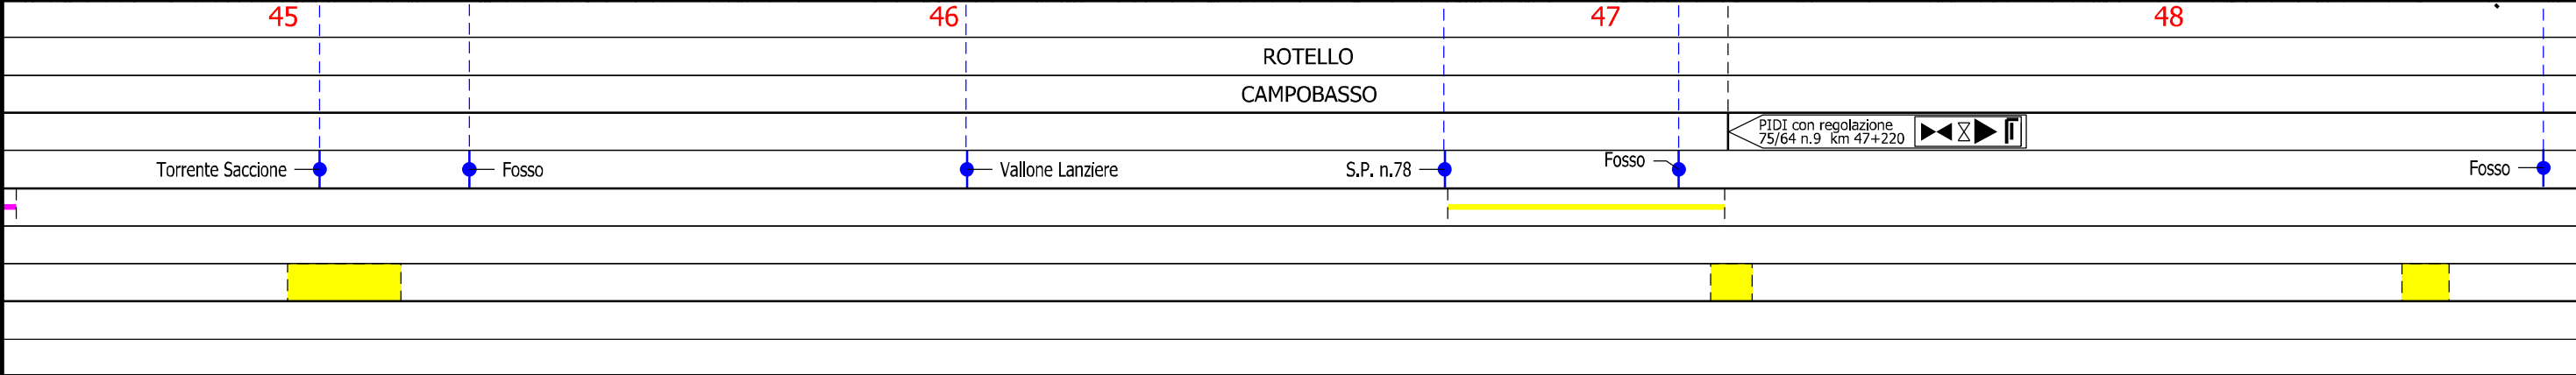 45 46 47 48
ROTELLO
CAMPOBASSO
PIDI con regolazione
75/64 n.9 km 47+220
Torrente Saccione Fosso Vallone Lanziere S.P. n.78 Fosso Fosso